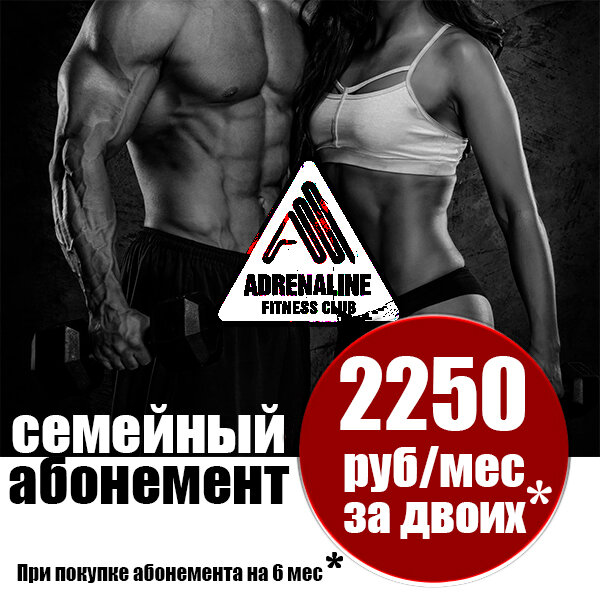 ADRENALINE
FITNESS CLUB
семейный
абонемент
2250
руб/мес*
за двоих
При покупке абонемента на 6 мес*